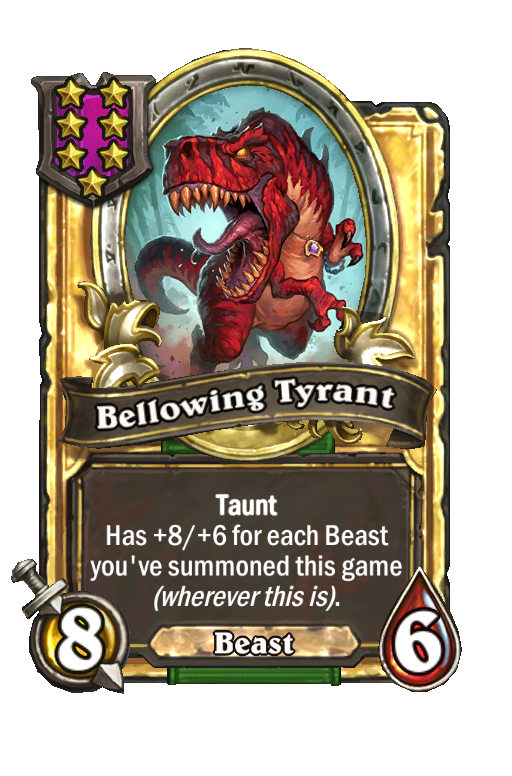 Bellowing Tyrant
Taunt
Has +8/+6 for each Beast
you've summoned this game
(wherever this is).
8
Beast
6